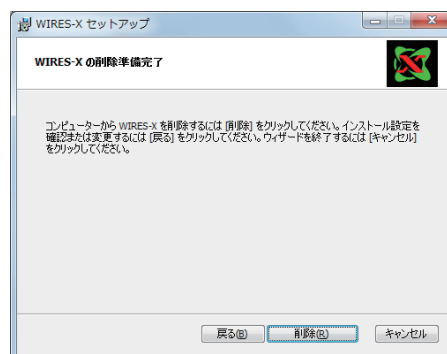 WIRES-X セットアップ
WIRES-X の削除準備完了
コンピューターから WIRES-X を削除するには [削除] をクリックしてください。インストール設定を
確認または変更するには [戻る] をクリックしてください。ウィザードを終了するには [キャンセル]
をクリックしてください。
戻る(B) 削除(R) キャンセル